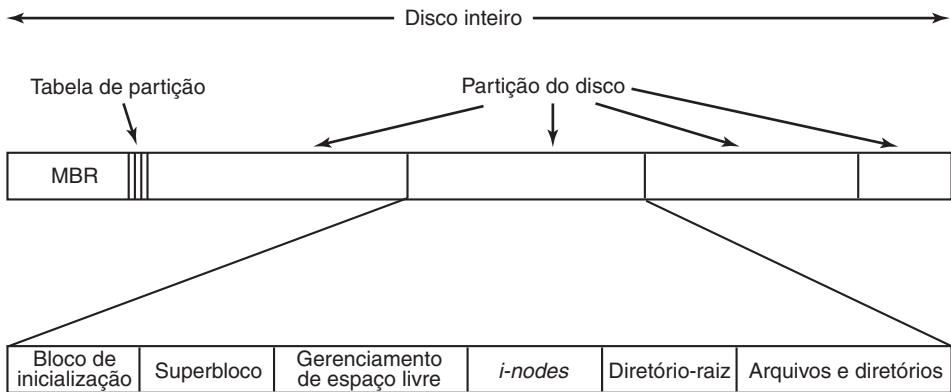 Disco inteiro
Tabela de partição
Partição do disco
MBR
Bloco de
inicialização
Superbloco
Gerenciamento
de espaço livre
i-nodes
Diretório-raiz
Arquivos e diretórios